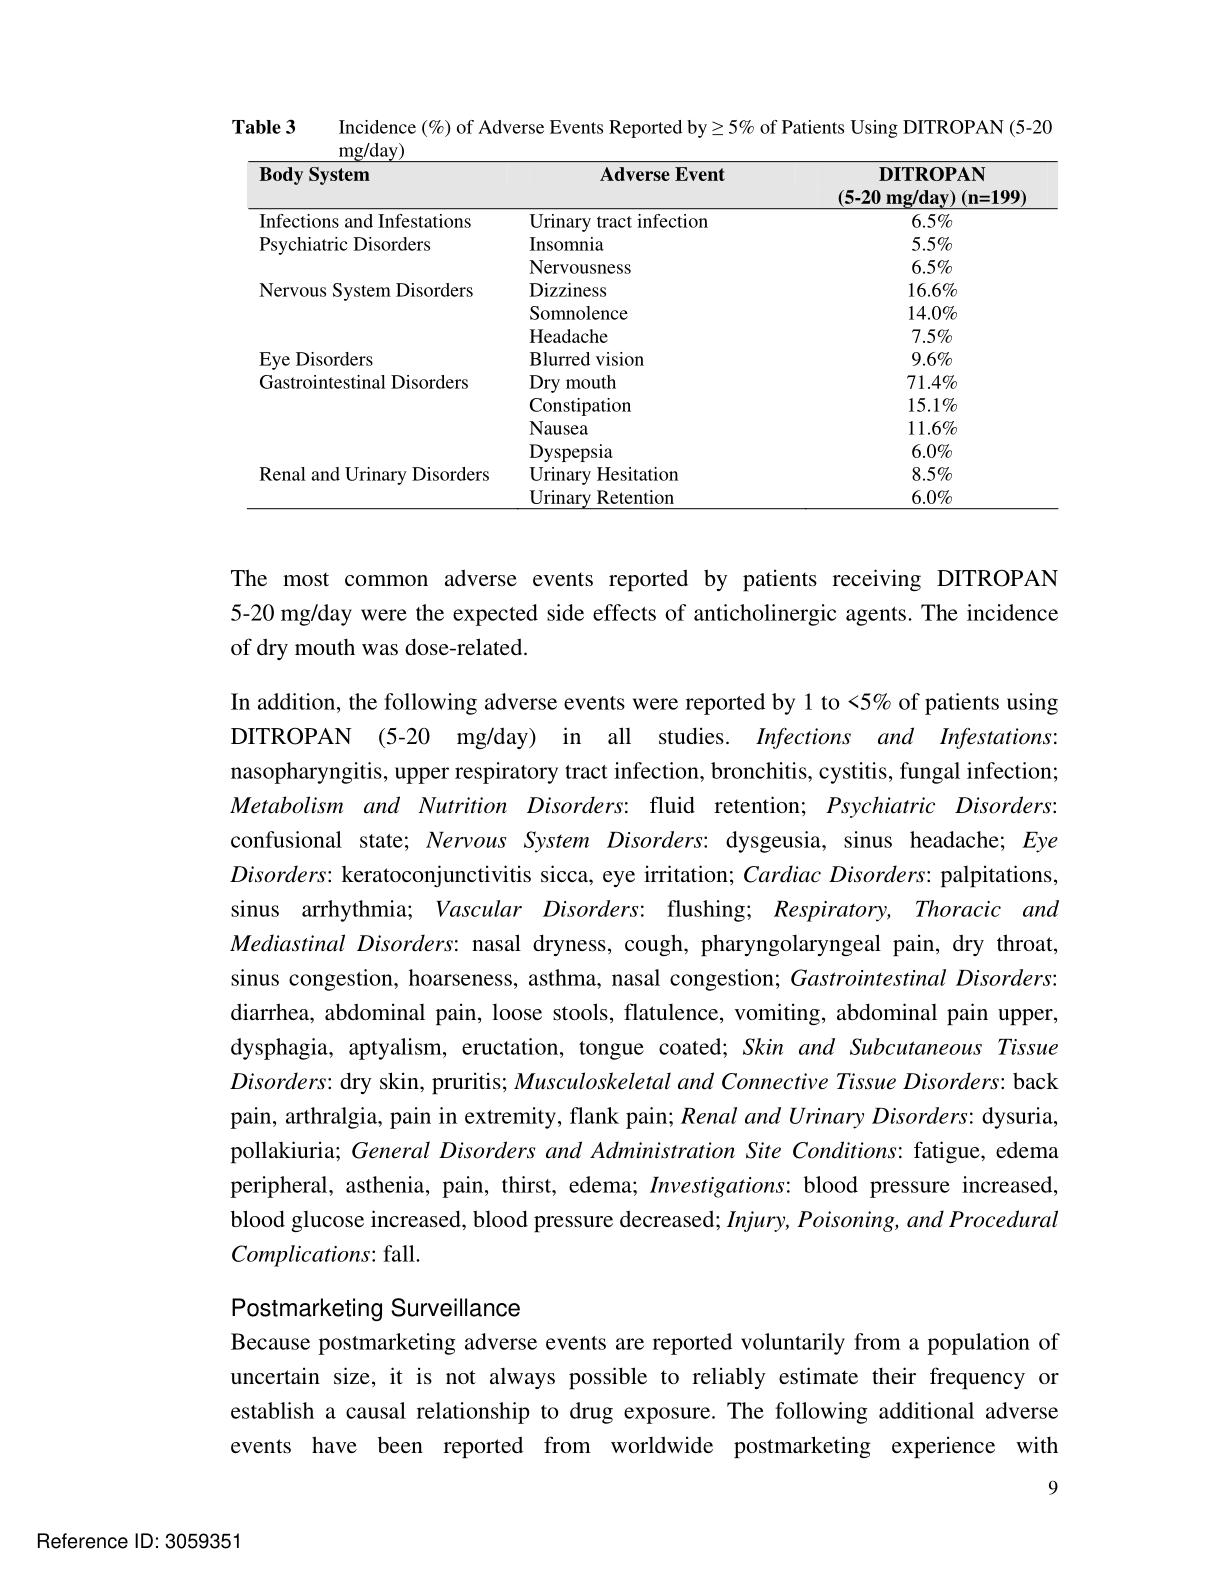 Table 3 Incidence (%) of Adverse Events Reported by ≥ 5% of Patients Using DITROPAN (5-20
mg/day)
Body System Adverse Event DITROPAN
(5-20 mg/day) (n=199)
Infections and Infestations Urinary tract infection 6.5%
Psychiatric Disorders Insomnia 5.5%
Nervousness 6.5%
Nervous System Disorders Dizziness 16.6%
Somnolence 14.0%
Headache 7.5%
Eye Disorders Blurred vision 9.6%
Gastrointestinal Disorders Dry mouth 71.4%
Constipation 15.1%
Nausea 11.6%
Dyspepsia 6.0%
Renal and Urinary Disorders Urinary Hesitation 8.5%
Urinary Retention 6.0%
The most common adverse events reported by patients receiving DITROPAN
5-20 mg/day were the expected side effects of anticholinergic agents. The incidence
of dry mouth was dose-related.
In addition, the following adverse events were reported by 1 to <5% of patients using
DITROPAN (5-20 mg/day) in all studies. Infections and Infestations:
nasopharyngitis, upper respiratory tract infection, bronchitis, cystitis, fungal infection;
Metabolism and Nutrition Disorders: fluid retention; Psychiatric Disorders:
confusional state; Nervous System Disorders: dysgeusia, sinus headache; Eye
Disorders: keratoconjunctivitis sicca, eye irritation; Cardiac Disorders: palpitations,
sinus arrhythmia; Vascular Disorders: flushing; Respiratory, Thoracic and
Mediastinal Disorders: nasal dryness, cough, pharyngolaryngeal pain, dry throat,
sinus congestion, hoarseness, asthma, nasal congestion; Gastrointestinal Disorders:
diarrhea, abdominal pain, loose stools, flatulence, vomiting, abdominal pain upper,
dysphagia, aptyalism, eructation, tongue coated; Skin and Subcutaneous Tissue
Disorders: dry skin, pruritis; Musculoskeletal and Connective Tissue Disorders: back
pain, arthralgia, pain in extremity, flank pain; Renal and Urinary Disorders: dysuria,
pollakiuria; General Disorders and Administration Site Conditions: fatigue, edema
peripheral, asthenia, pain, thirst, edema; Investigations: blood pressure increased,
blood glucose increased, blood pressure decreased; Injury, Poisoning, and Procedural
Complications: fall.
Postmarketing Surveillance
Because postmarketing adverse events are reported voluntarily from a population of
uncertain size, it is not always possible to reliably estimate their frequency or
establish a causal relationship to drug exposure. The following additional adverse
events have been reported from worldwide postmarketing experience with
9
Reference ID: 3059351